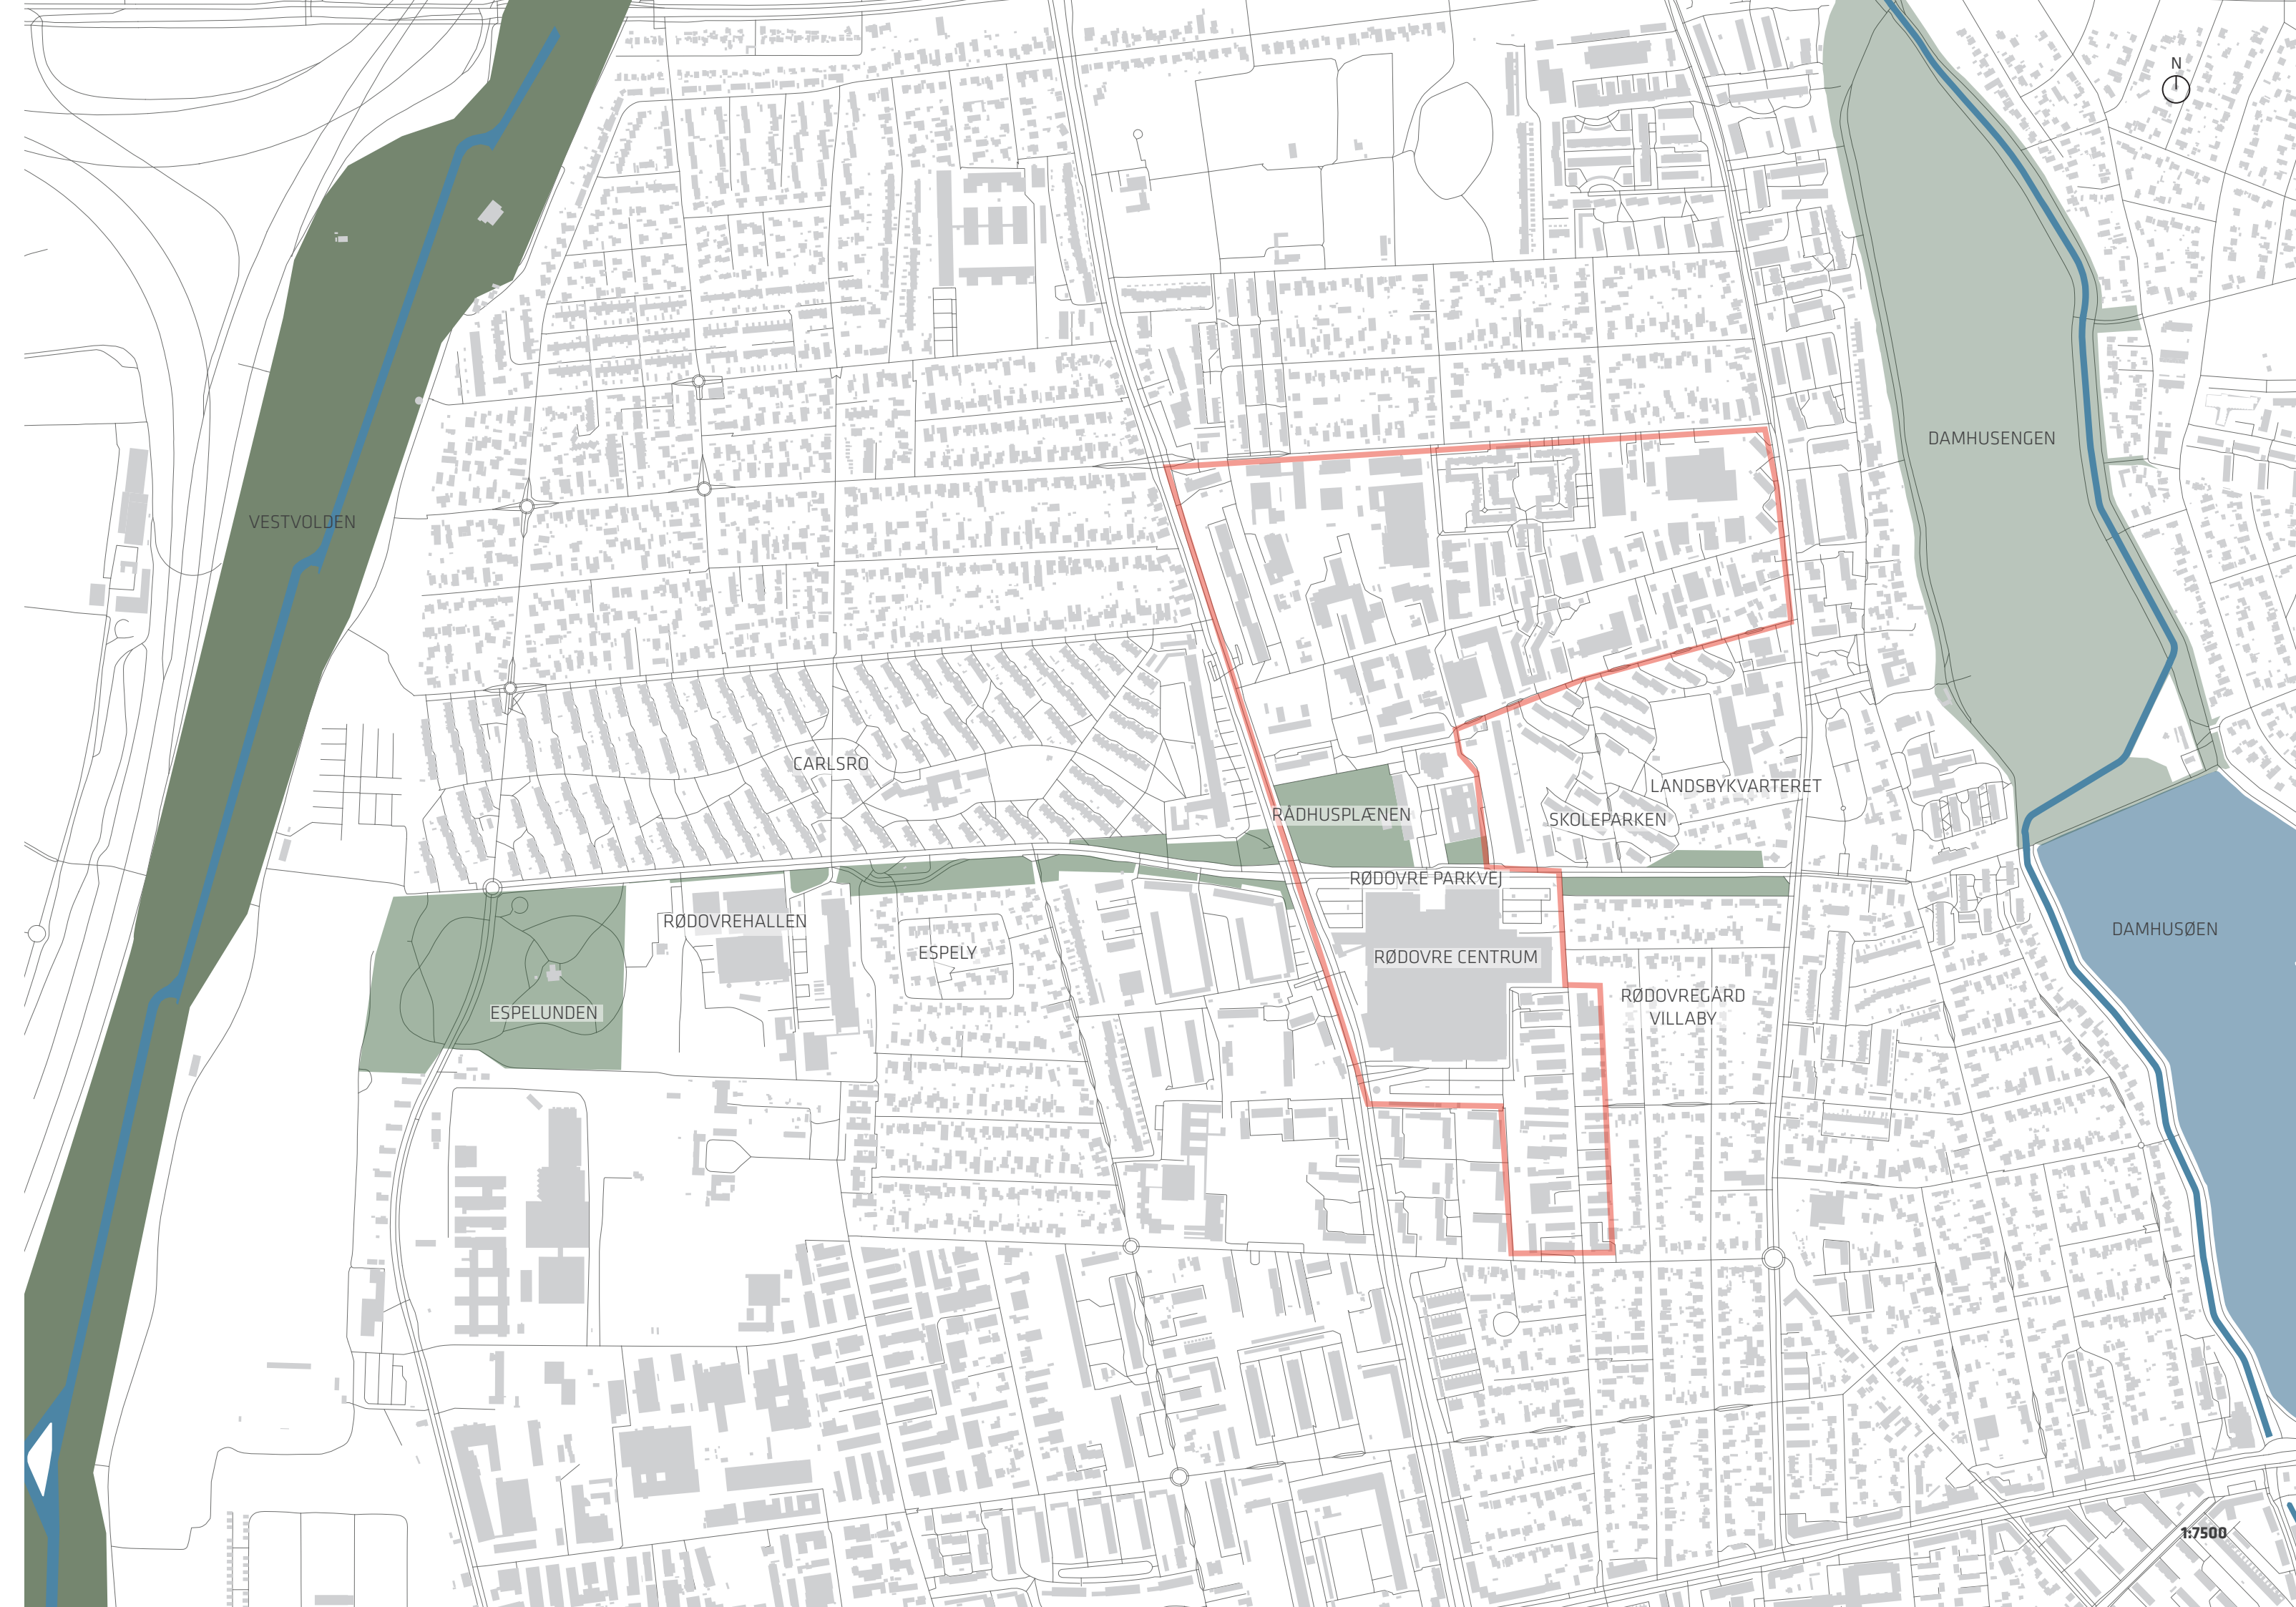 N
DAMHUSENGEN
VESTVOLDEN
CARLSRO
LANDSBYKVARTERET
RÅDHUSPLÆNEN
SKOLEPARKEN
RØDOVRE PARKVEJ
RØDOVREHALLEN
DAMHUSØEN
ESPELY
RØDOVRE CENTRUM
RØDOVREGÅRD
VILLABY
ESPELUNDEN
1:7500